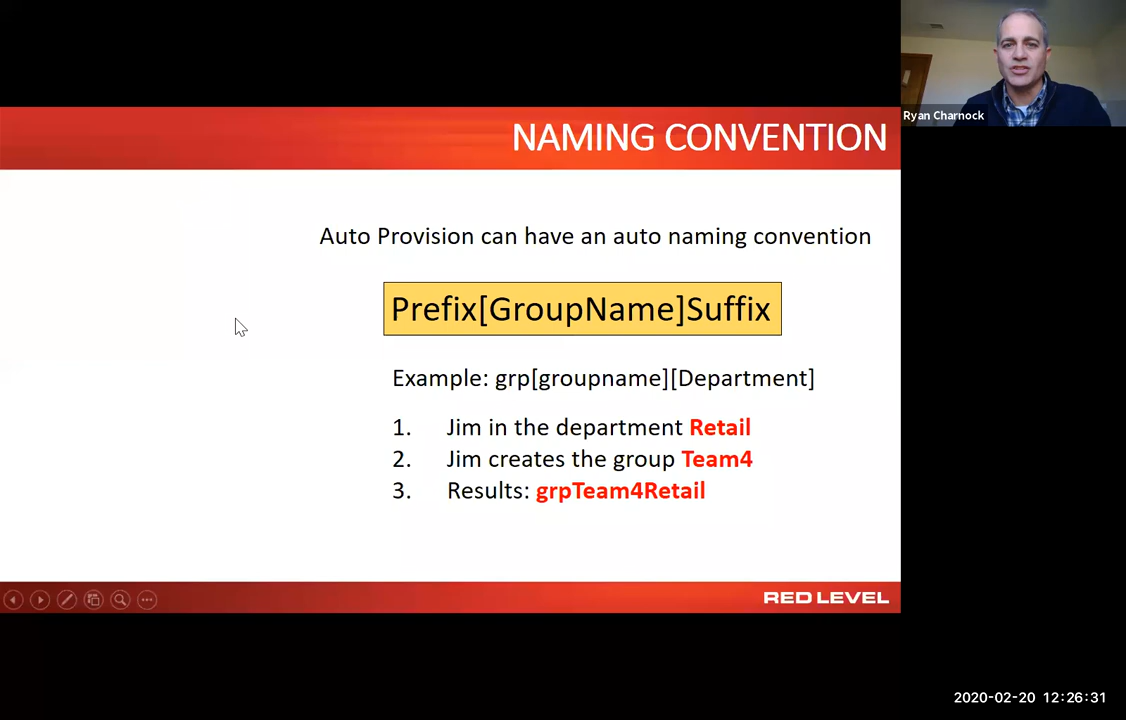 NAMING CONVENTION
Ryan Charnock
Auto Provision can have an auto naming convention
Prefix[GroupName]Suffix
Example: grp[groupname][Department]
1. Jim in the department Retail
2. Jim creates the group Team4
3. Results: grpTeam4Retail
RED LEVEL
2020-02-20 12:26:31